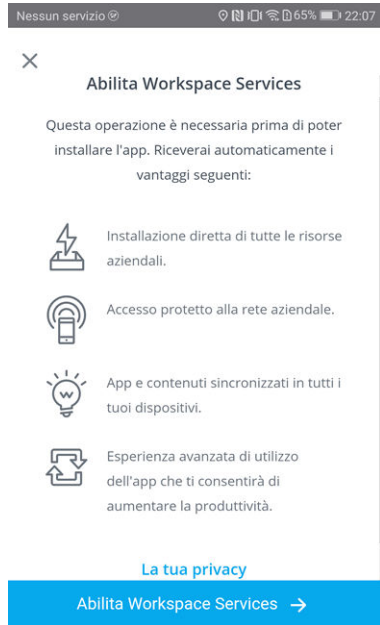 Nessun servizio
65% 22:07
Abilita Workspace Services
Questa operazione è necessaria prima di poter
installare l'app. Riceverai automaticamente i
vantaggi seguenti:
Installazione diretta di tutte le risorse
aziendali.
Accesso protetto alla rete aziendale.
App e contenuti sincronizzati in tutti i
tuoi dispositivi.
Esperienza avanzata di utilizzo
dell'app che ti consentirà di
aumentare la produttività.
La tua privacy
Abilita Workspace Services →